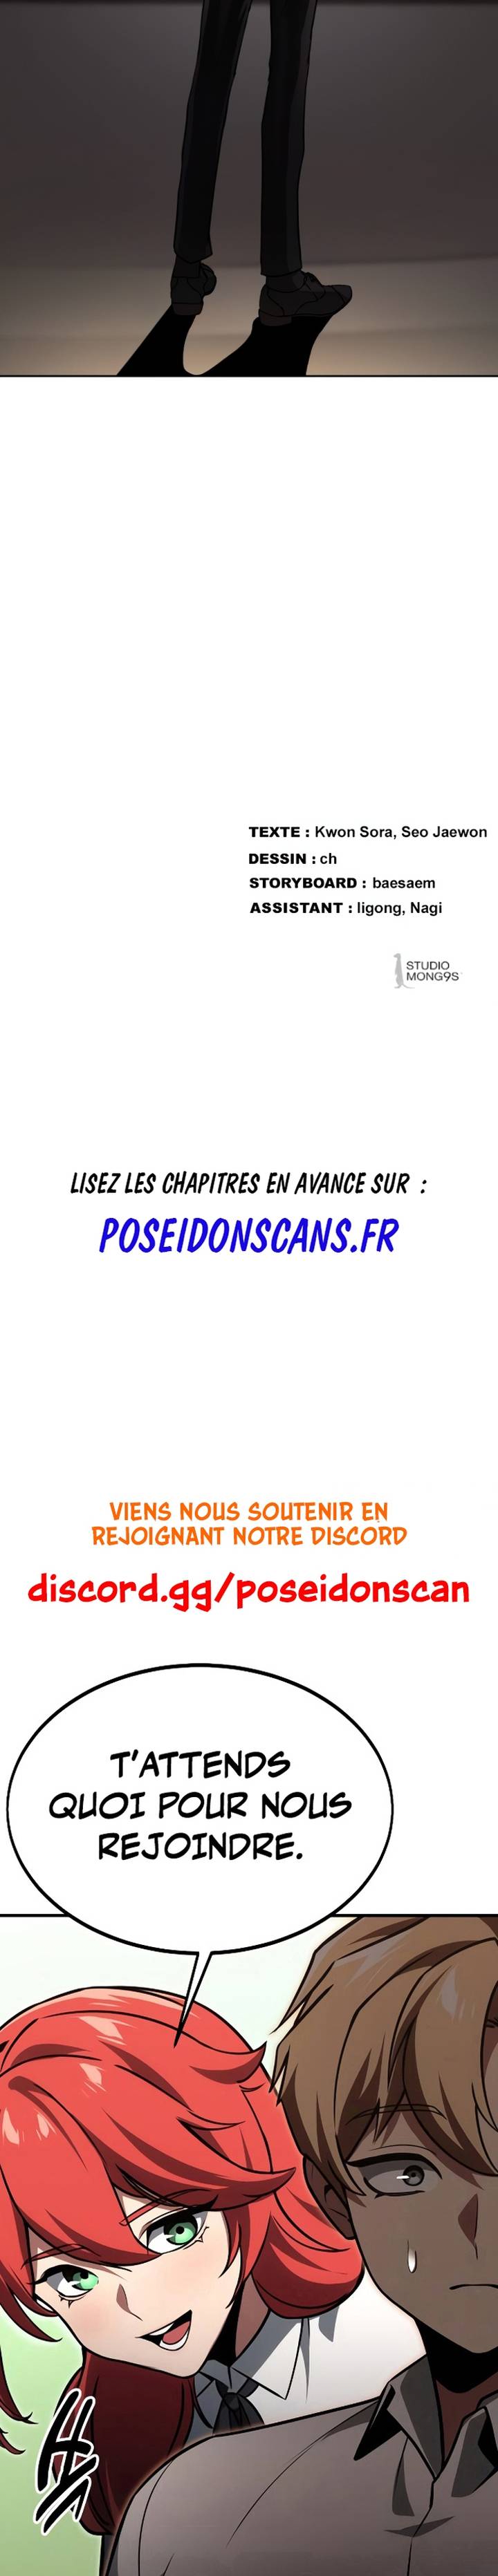 TEXTE : Kwon Sora, Seo Jaewon
DESSIN : ch
STORYBOARD : baesaem
ASSISTANT : ligong, Nagi
STUDIO
MONG9S
LISEZ LES CHAPITRES EN AVANCE SUR :
POSEIDONSCANS.FR
VIENS NOUS SOUTENIR EN
REJOIGNANT NOTRE DISCORD
discord.gg/poseidonscan
T'ATTENDS
QUOI POUR NOUS
REJOINDRE.